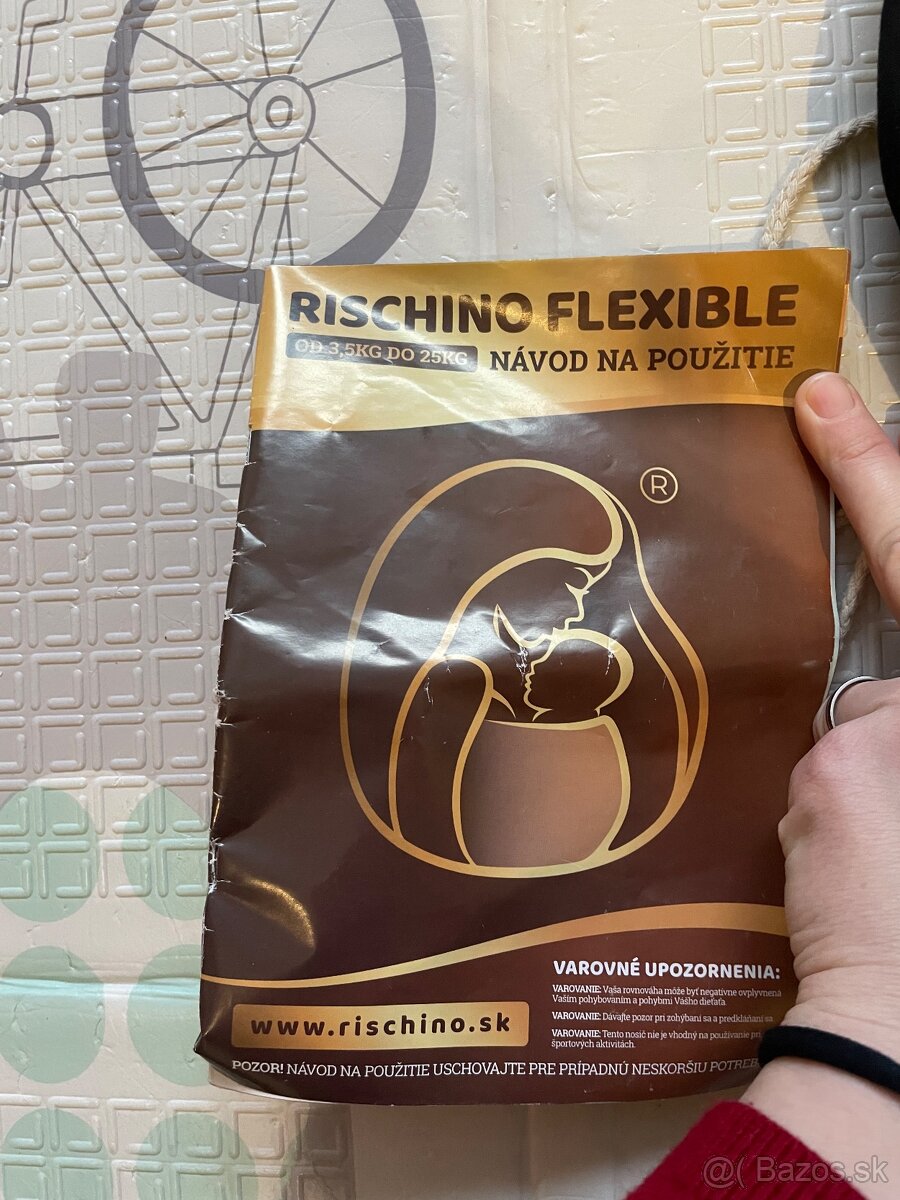 RISCHINO FLEXIBLE
OD 3,5KG DO 25KG
NÁVOD NA POUŽITIE
®
VAROVNÉ UPOZORNENIA:
VAROVANIE: Vaša rovnováha môže byť negatívne ovplyvnená
Vaším pohybovaním a pohybmi Vášho dieťaťa.
VAROVANIE: Dávajte pozor pri zohýbaní sa a predkláňaní sa.
VAROVANIE: Tento nosič nie je vhodný na používanie pri
športových aktivitách.
www.rischino.sk
POZOR! NÁVOD NA POUŽITIE USCHOVAJTE PRE PRÍPADNÚ NESKORŠIU
@( Bazos.sk